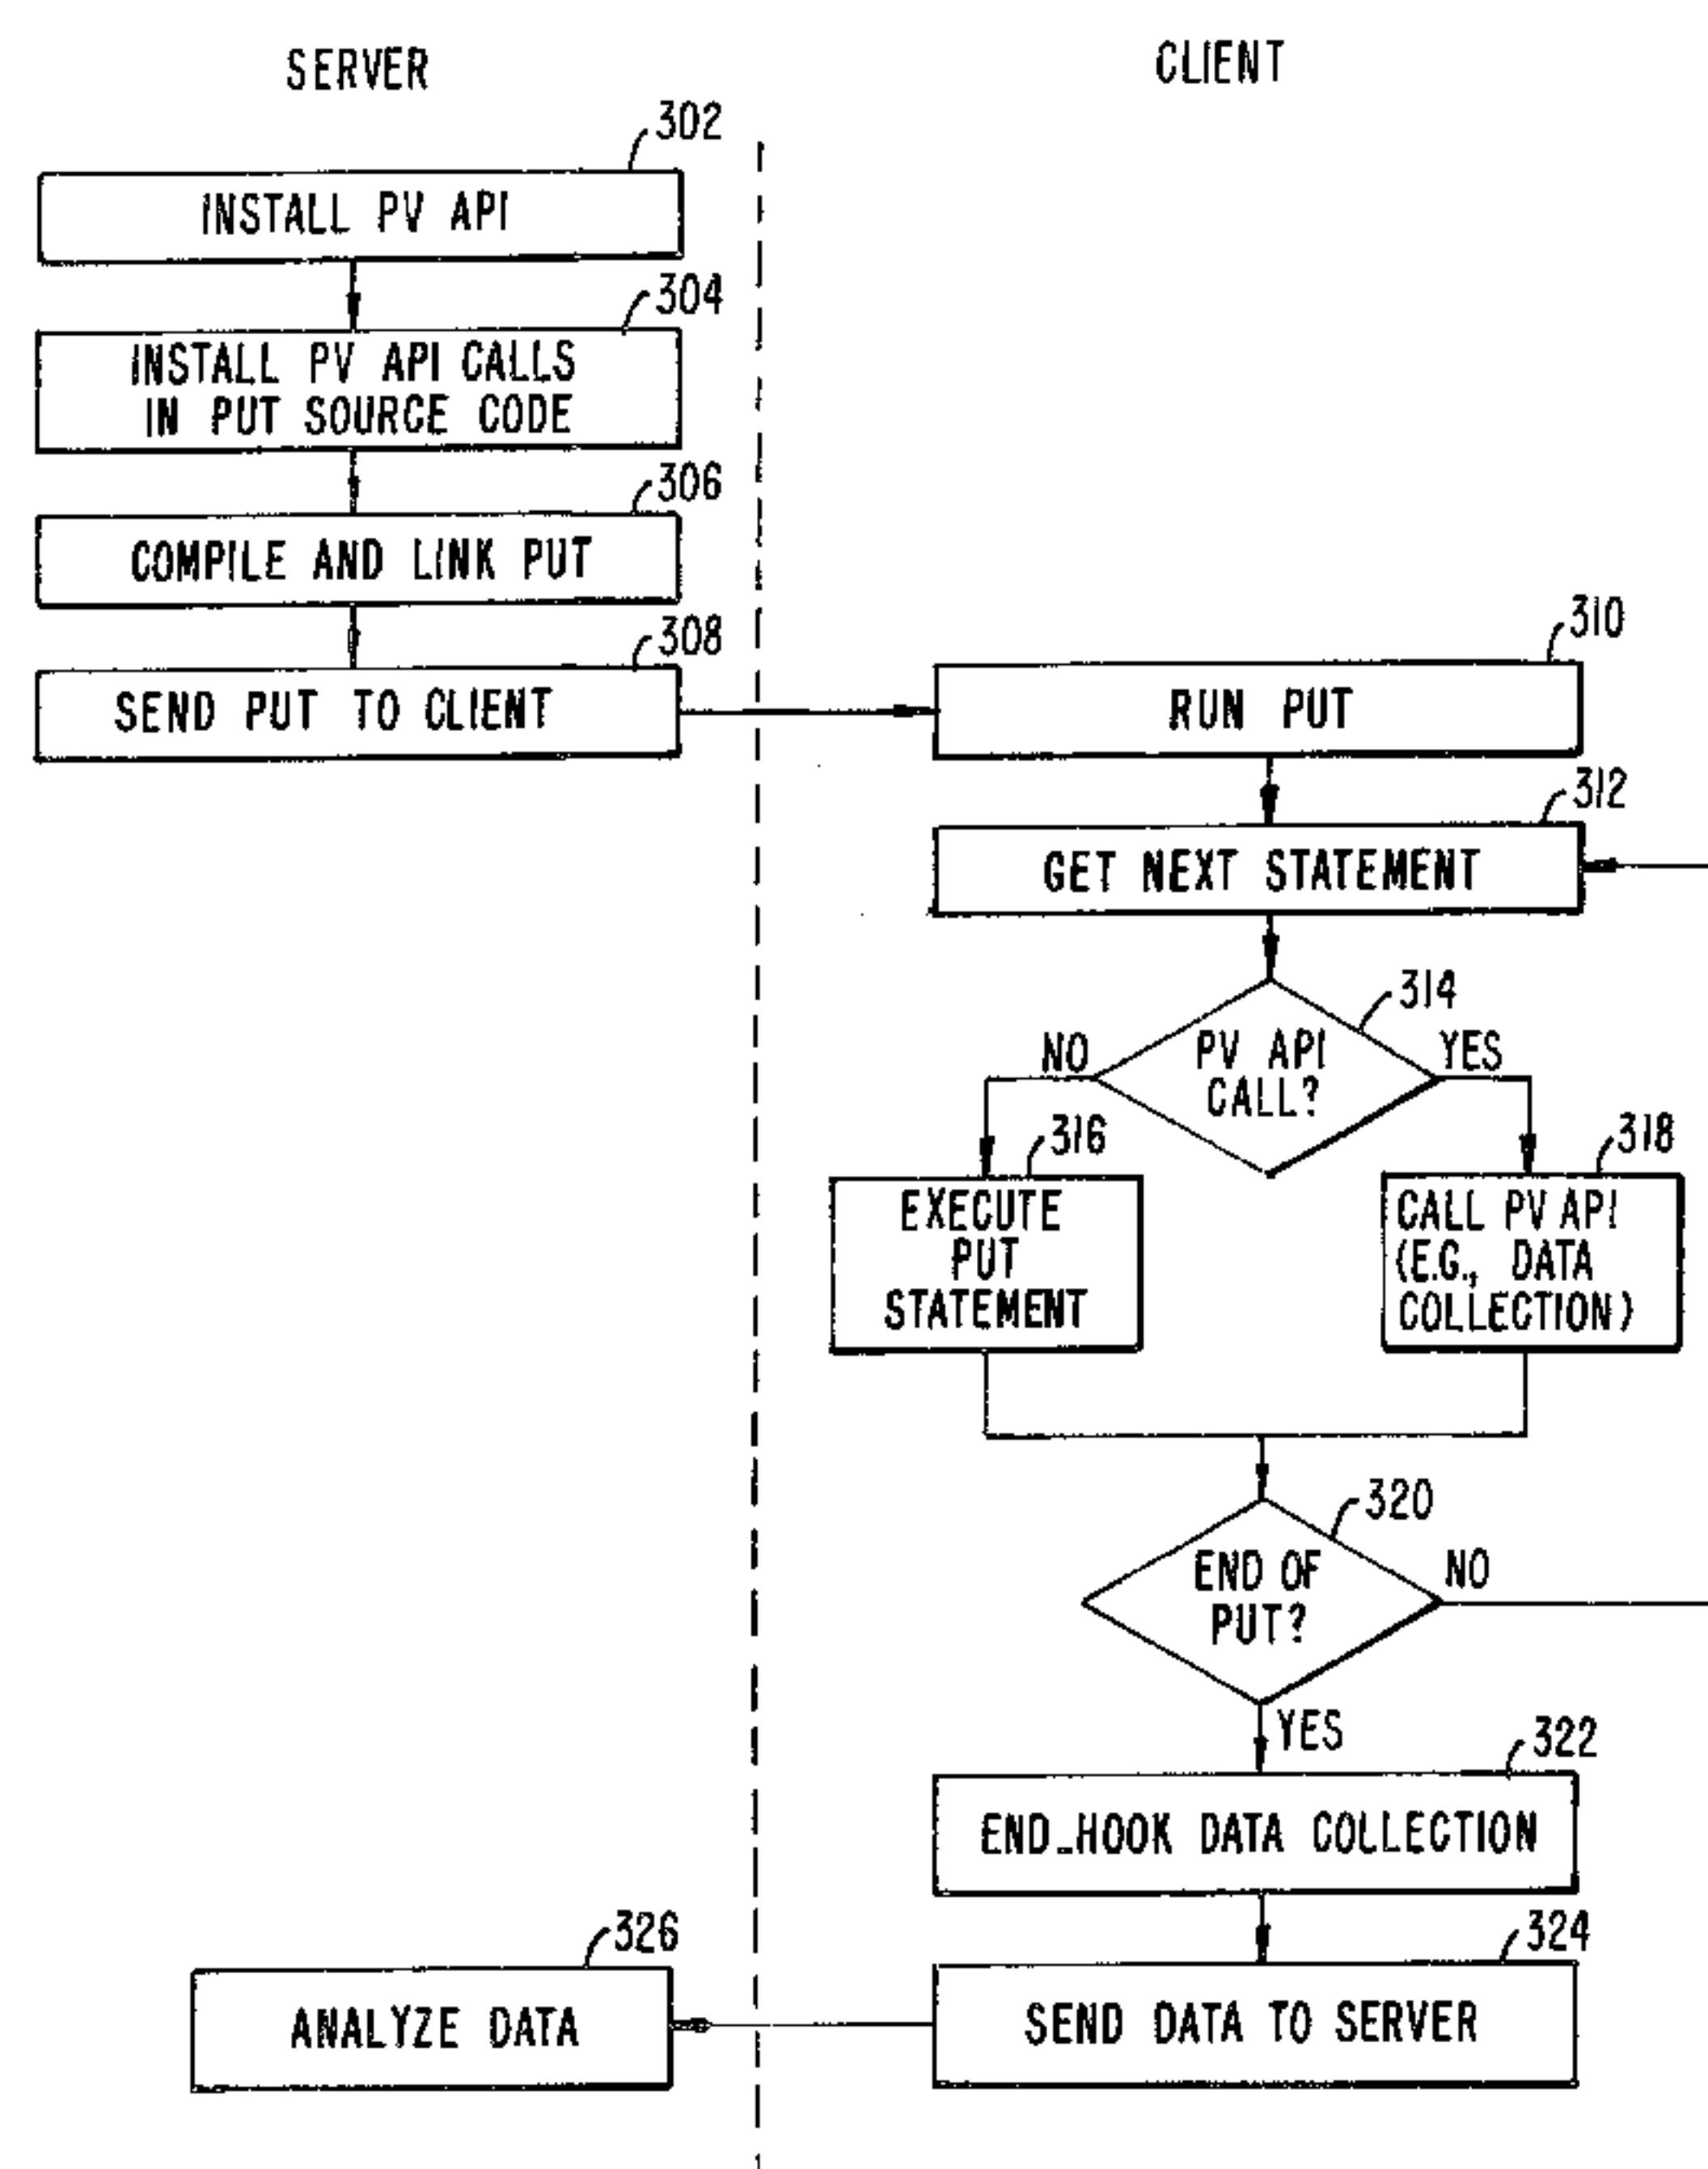 SERVER
CLIENT
302
INSTALL PV API
304
INSTALL PV API CALLS
IN PUT SOURCE CODE
306
COMPILE AND LINK PUT
308
SEND PUT TO CLIENT
310
RUN PUT
312
GET NEXT STATEMENT
314
PV API
CALL?
NO
YES
316
EXECUTE
PUT
STATEMENT
318
CALL PV API
(E.G., DATA
COLLECTION)
320
END OF
PUT?
NO
YES
322
END_HOOK DATA COLLECTION
324
SEND DATA TO SERVER
326
ANALYZE DATA